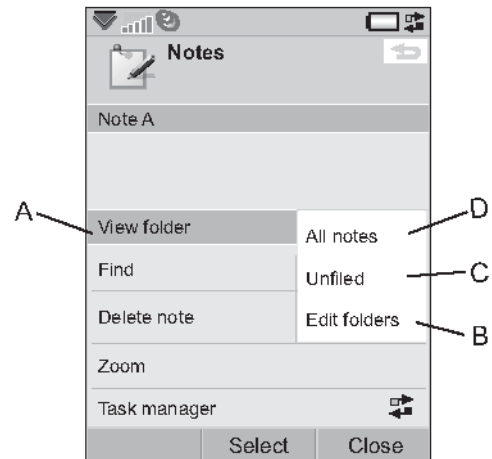 Notes
Note A
A
View folder
All notes
D
Find
Unfiled
C
Delete note
Edit folders
B
Zoom
Task manager
Select
Close